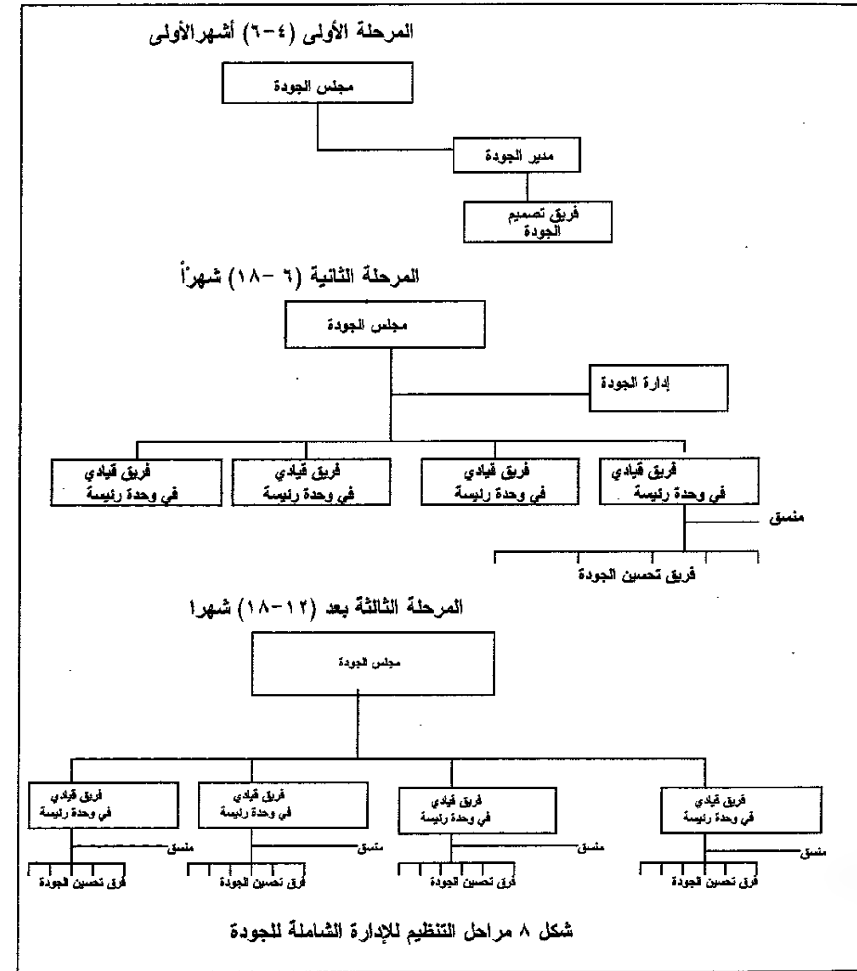 المرحلة الأولى (٤-٦) أشهر الأولى
مجلس الجودة
مدير الجودة
فريق تصميم
الجودة
المرحلة الثانية (٦ -١٨) شهرًا
مجلس الجودة
إدارة الجودة
فريق قيادي
في وحدة رئيسة
فريق قيادي
في وحدة رئيسة
فريق قيادي
في وحدة رئيسة
فريق قيادي
في وحدة رئيسة
منسق
فريق تحسين الجودة
المرحلة الثالثة بعد (١٢-١٨) شهرا
مجلس الجودة
فريق قيادي
في وحدة رئيسة
فريق قيادي
في وحدة رئيسة
فريق قيادي
في وحدة رئيسة
فريق قيادي
في وحدة رئيسة
منسق
منسق
منسق
منسق
فرق تحسين الجودة
فرق تحسين الجودة
فرق تحسين الجودة
فرق تحسين الجودة
شكل ٨ مراحل التنظيم للإدارة الشاملة للجودة